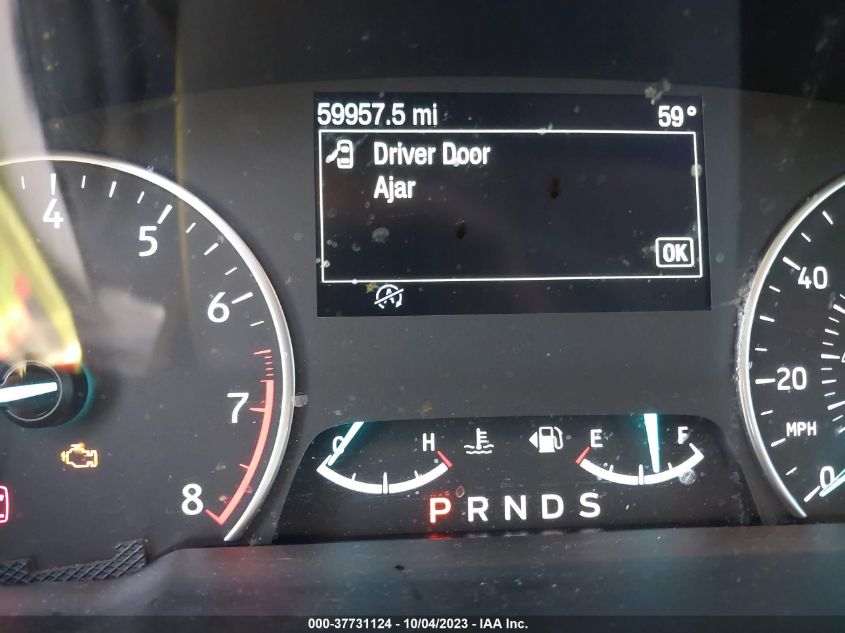 59957.5 mi 59°
Driver Door
Ajar
OK
4
5
6
7
8
40
20
MPH
0
C H E F
P R N D S
000-37731124 - 10/04/2023 - IAA Inc.